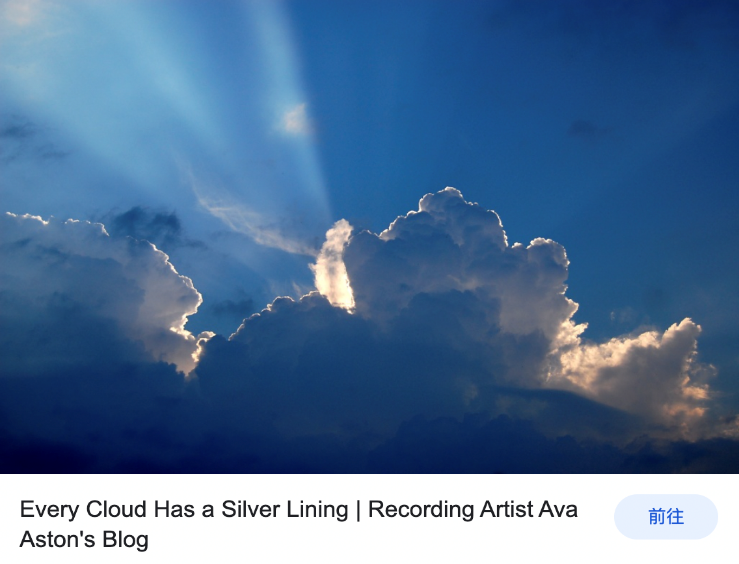 Every Cloud Has a Silver Lining | Recording Artist Ava
Aston's Blog
前往